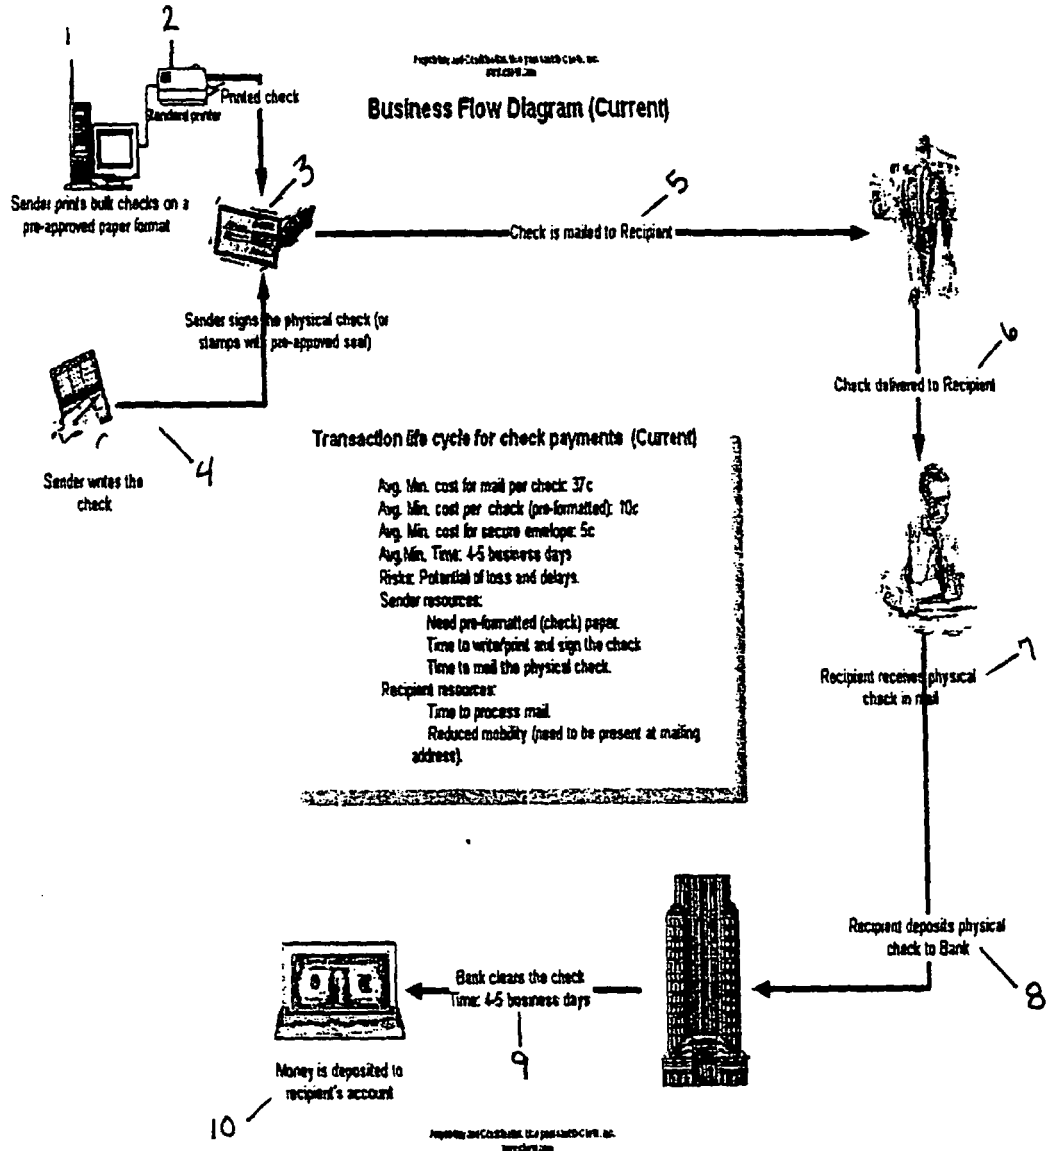 1
2
Business Flow Diagram (Current)
Printed check
Standard printer
3
5
Sender prints bulk checks on a
pre-approved paper format
Check is mailed to Recipient
Sender signs the physical check (or
stamps with pre-appoved seal)
6
Check delivered to Recipient
4
Sender writes the
check
Transaction life cycle for check payments (Current)
Avg. Min. cost for mail per check: 37c
Avg. Min. cost per check (pre-formatted): 10c
Avg. Min. cost for secure envelope: 5c
Avg.Min. Time: 4-5 business days
Risks: Potential of loss and delays.
Sender resources:
Need pre-formatted (check) paper.
Time to write/print and sign the check
Time to mail the physical check.
Recipient resources:
Time to process mail.
Reduced mobility (need to be present at mailing
address).
7
Recipient receives physical
check in mail
Recipient deposits physical
check to Bank
8
Bank clears the check
Time: 4-5 business days
9
Money is deposited to
recipient's account
10